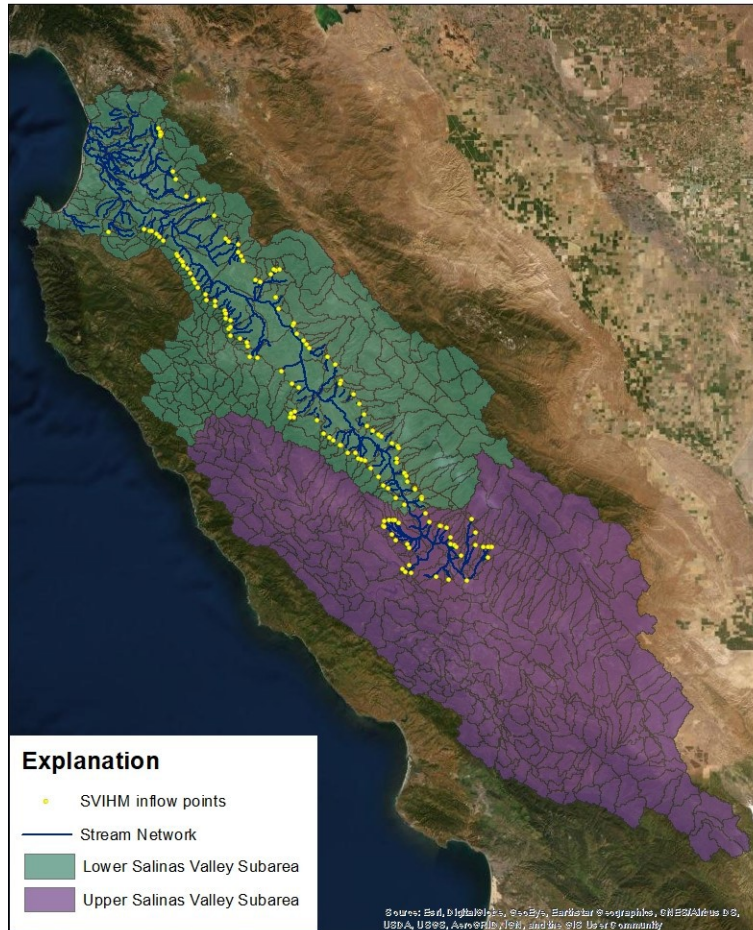 Explanation
SVIHM inflow points
Stream Network
Lower Salinas Valley Subarea
Upper Salinas Valley Subarea
Source: Esri, DigitalGlobe, GeoEye, Earthstar Geographics, CNES/Airbus DS,
USDA, USGS, AeroGRID, IGN, and the GIS User Community